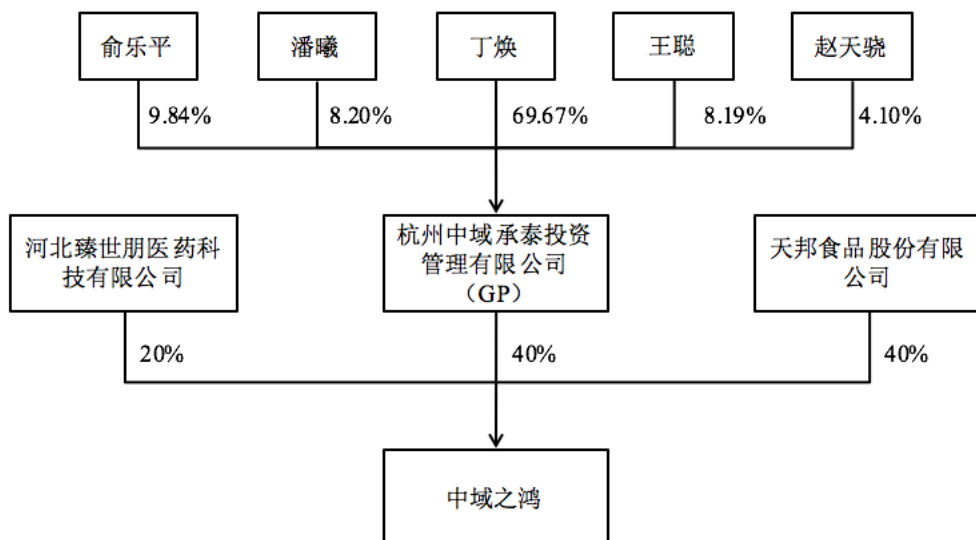 俞乐平
潘曦
丁焕
王聪
赵天骁
9.84%
8.20%
69.67%
8.19%
4.10%
河北臻世朋医药科
技有限公司
杭州中域承泰投资
管理有限公司
（GP）
天邦食品股份有限
公司
20%
40%
40%
中域之鸿